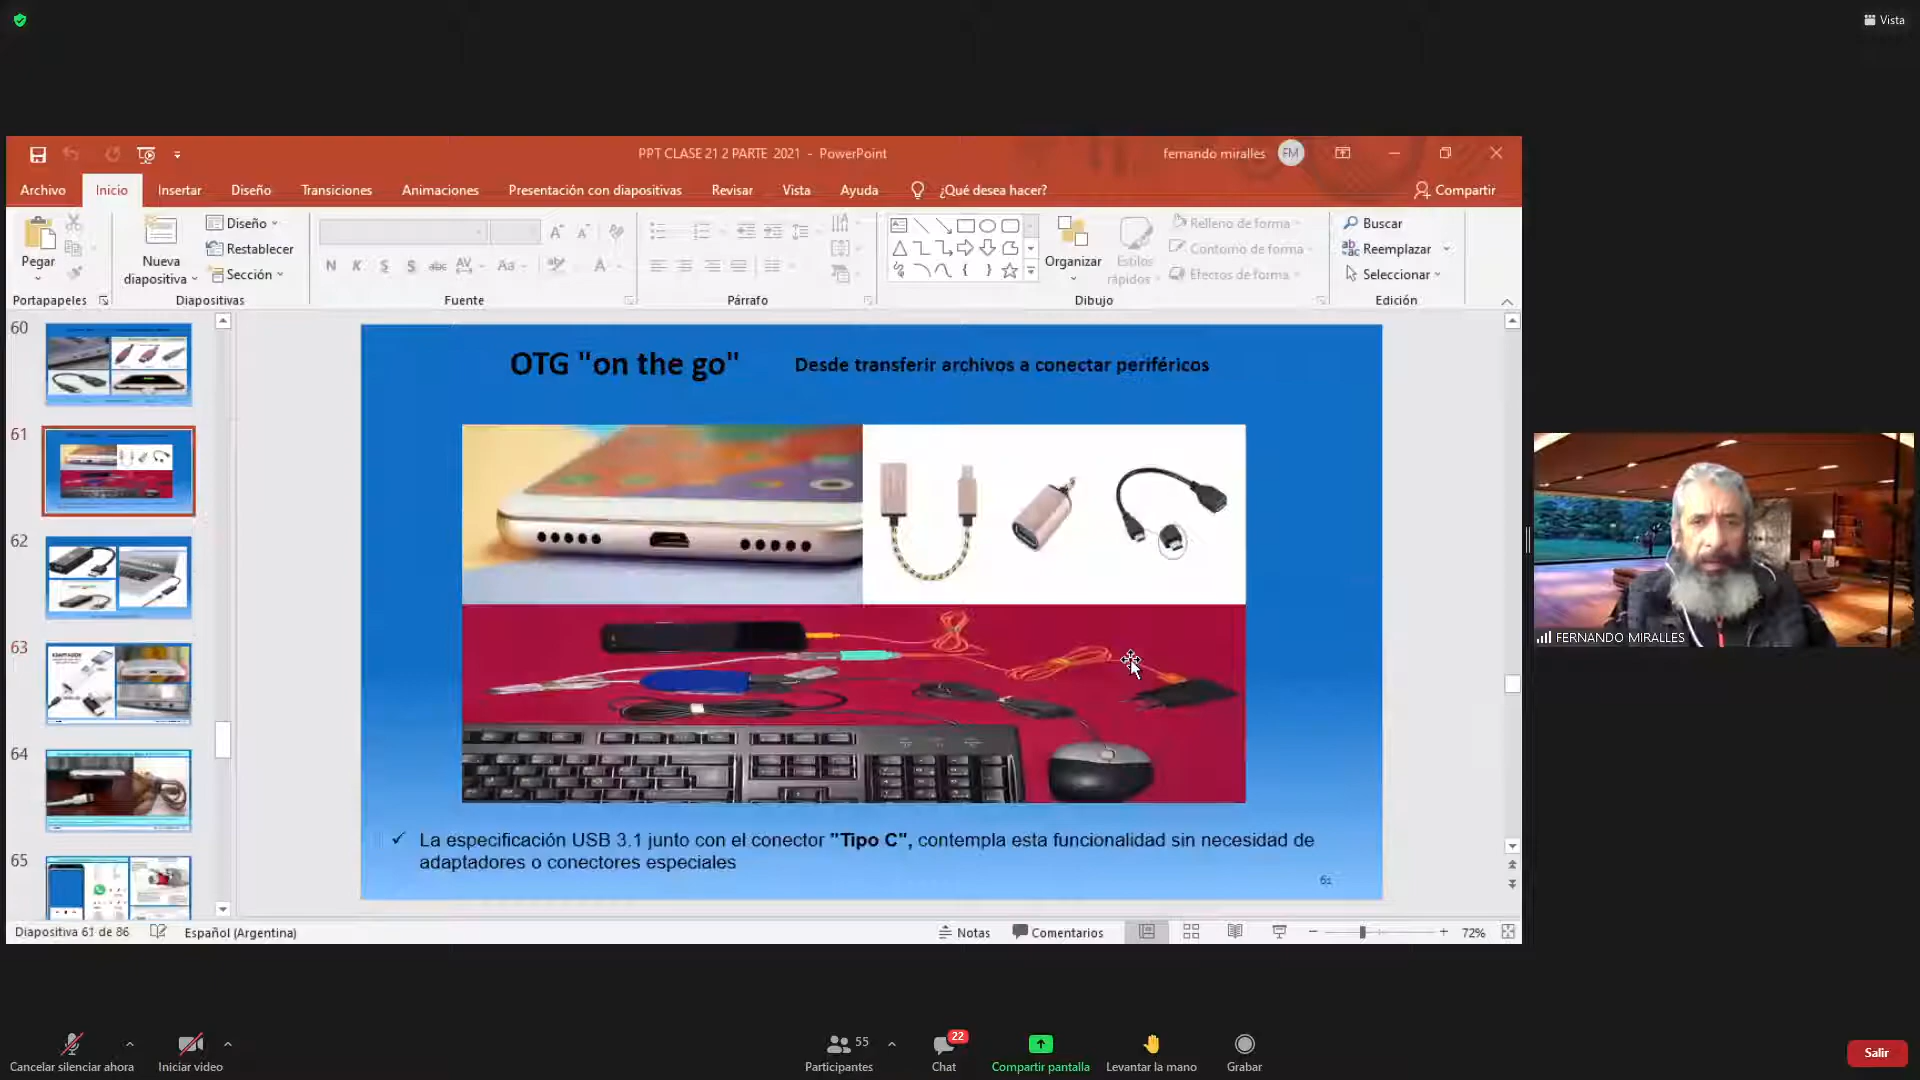 Vista
PPT CLASE 21 2 PARTE 2021 - PowerPoint
fernando miralles
FM
Archivo
Inicio
Insertar
Diseño
Transiciones
Animaciones
Presentación con diapositivas
Revisar
Vista
Ayuda
¿Qué desea hacer?
Compartir
Pegar
Portapapeles
Nueva
diapositiva
Diseño
Restablecer
Sección
Diapositivas
N K S S abc AV Aa A
Fuente
Párrafo
Organizar
Estilos
rápidos
Relleno de forma
Contorno de forma
Efectos de forma
Dibujo
Buscar
Reemplazar
Seleccionar
Edición
60
61
62
63
64
65
OTG "on the go"
Desde transferir archivos a conectar periféricos
✓ La especificación USB 3.1 junto con el conector "Tipo C", contempla esta funcionalidad sin necesidad de
adaptadores o conectores especiales
61
FERNANDO MIRALLES
Diapositiva 61 de 86
Español (Argentina)
Notas
Comentarios
72%
Cancelar silenciar ahora
Iniciar video
55
Participantes
22
Chat
Compartir pantalla
Levantar la mano
Grabar
Salir